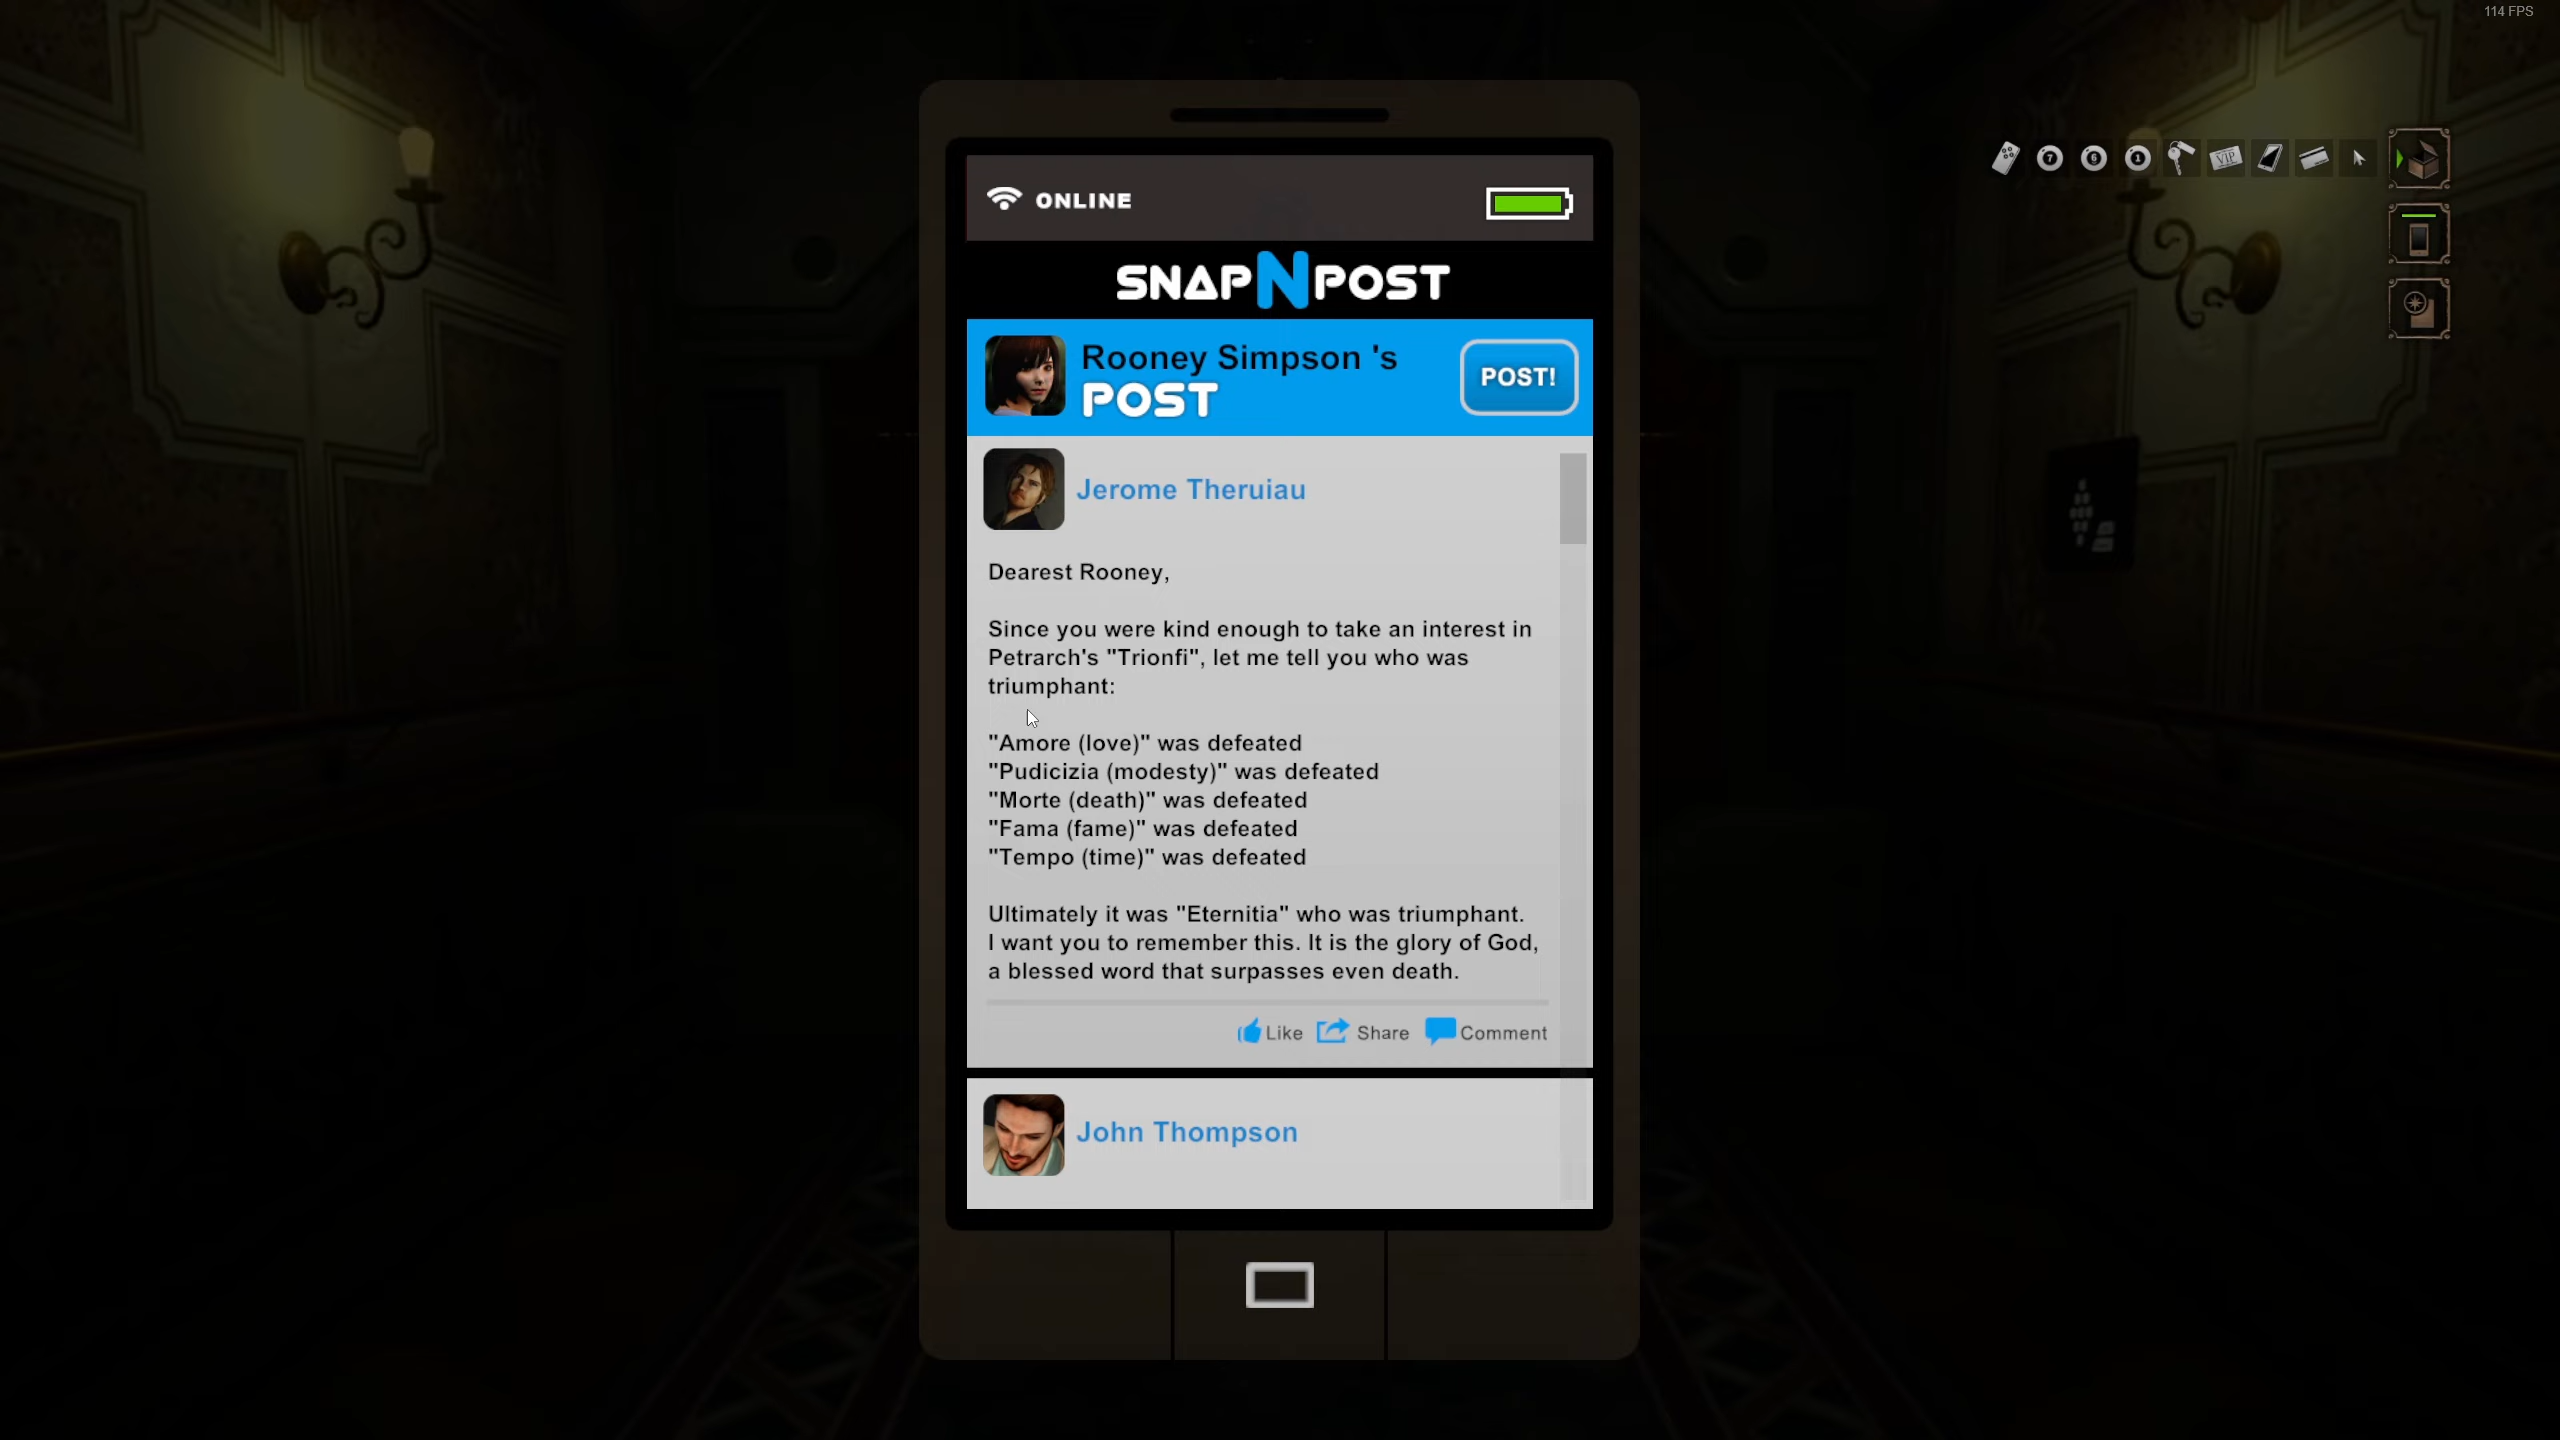 114 FPS
ONLINE
SNAPNPOST
Rooney Simpson 's
POST
POST!
Jerome Theruiau
Dearest Rooney,
Since you were kind enough to take an interest in
Petrarch's "Trionfi", let me tell you who was
triumphant:
"Amore (love)" was defeated
"Pudicizia (modesty)" was defeated
"Morte (death)" was defeated
"Fama (fame)" was defeated
"Tempo (time)" was defeated
Ultimately it was "Eternitia" who was triumphant.
I want you to remember this. It is the glory of God,
a blessed word that surpasses even death.
Like Share Comment
John Thompson
7 6 1 VIP